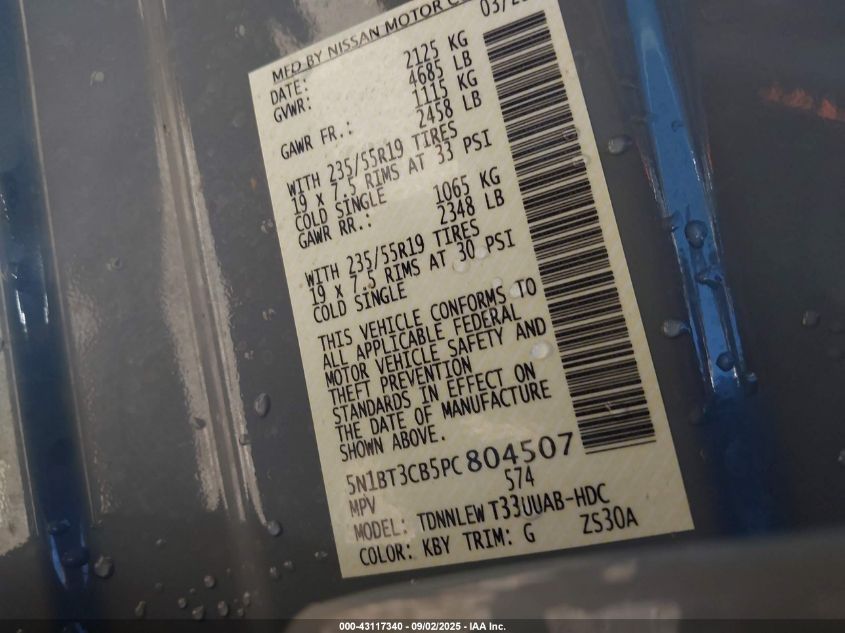 MFD BY NISSAN MOTOR
DATE: 03/
GVWR: 2125 KG
4685 LB
GAWR FR.: 1115 KG
2458 LB
WITH 235/55R19 TIRES
19 x 7.5 RIMS AT 33 PSI
COLD SINGLE
GAWR RR.: 1065 KG
2348 LB
WITH 235/55R19 TIRES
19 x 7.5 RIMS AT 30 PSI
COLD SINGLE
THIS VEHICLE CONFORMS TO
ALL APPLICABLE FEDERAL
MOTOR VEHICLE SAFETY AND
THEFT PREVENTION
STANDARDS IN EFFECT ON
THE DATE OF MANUFACTURE
SHOWN ABOVE.
5N1BT3CB5PC804507
MPV 574
MODEL: TDNNLEW T33UUAB-HDC
COLOR: KBY TRIM: G ZS30A
000-43117340 - 09/02/2025 - IAA Inc.